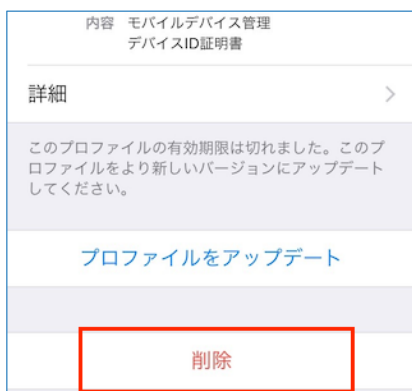 内容 モバイルデバイス管理
デバイスID証明書
詳細
このプロファイルの有効期限は切れました。このプ
ロファイルをより新しいバージョンにアップデート
してください。
プロファイルをアップデート
削除